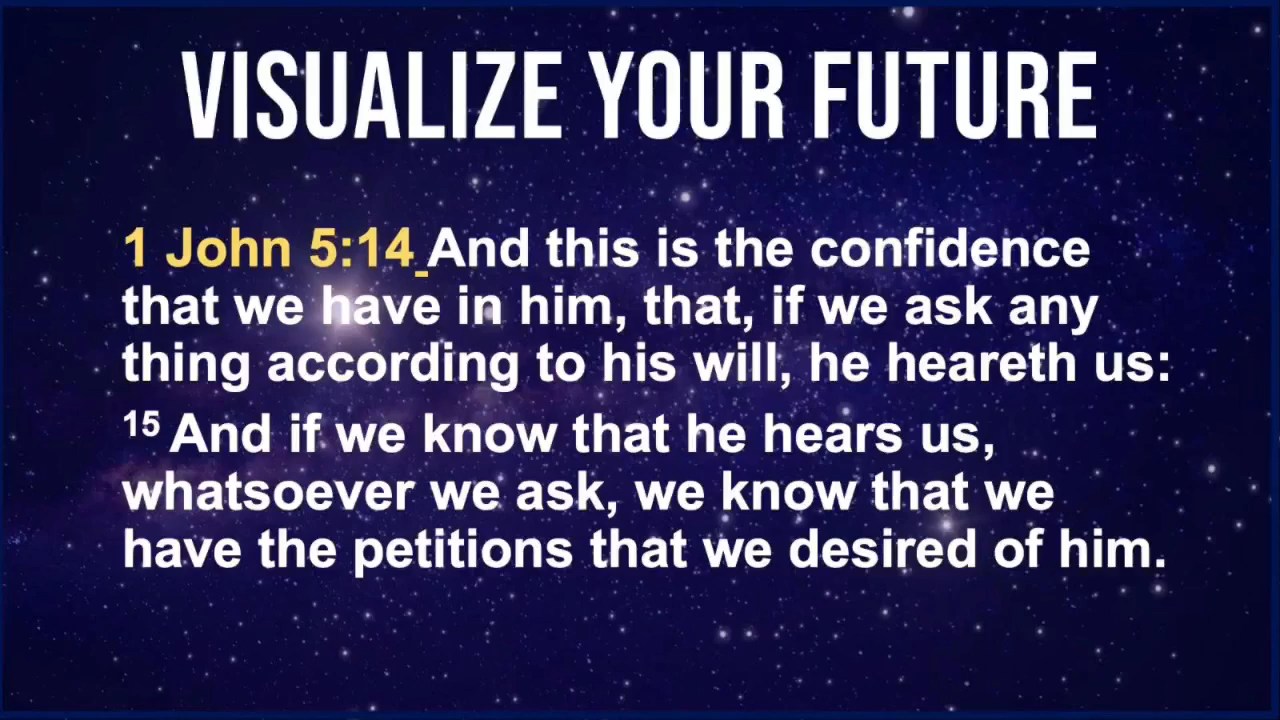 VISUALIZE YOUR FUTURE
1 John 5:14 And this is the confidence
that we have in him, that, if we ask any
thing according to his will, he heareth us:
15 And if we know that he hears us,
whatsoever we ask, we know that we
have the petitions that we desired of him.